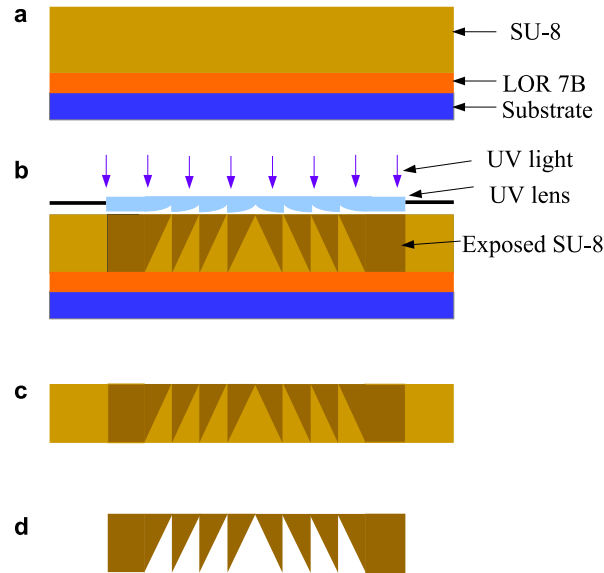 a
SU-8
LOR 7B
Substrate
b
UV light
UV lens
Exposed SU-8
c
d